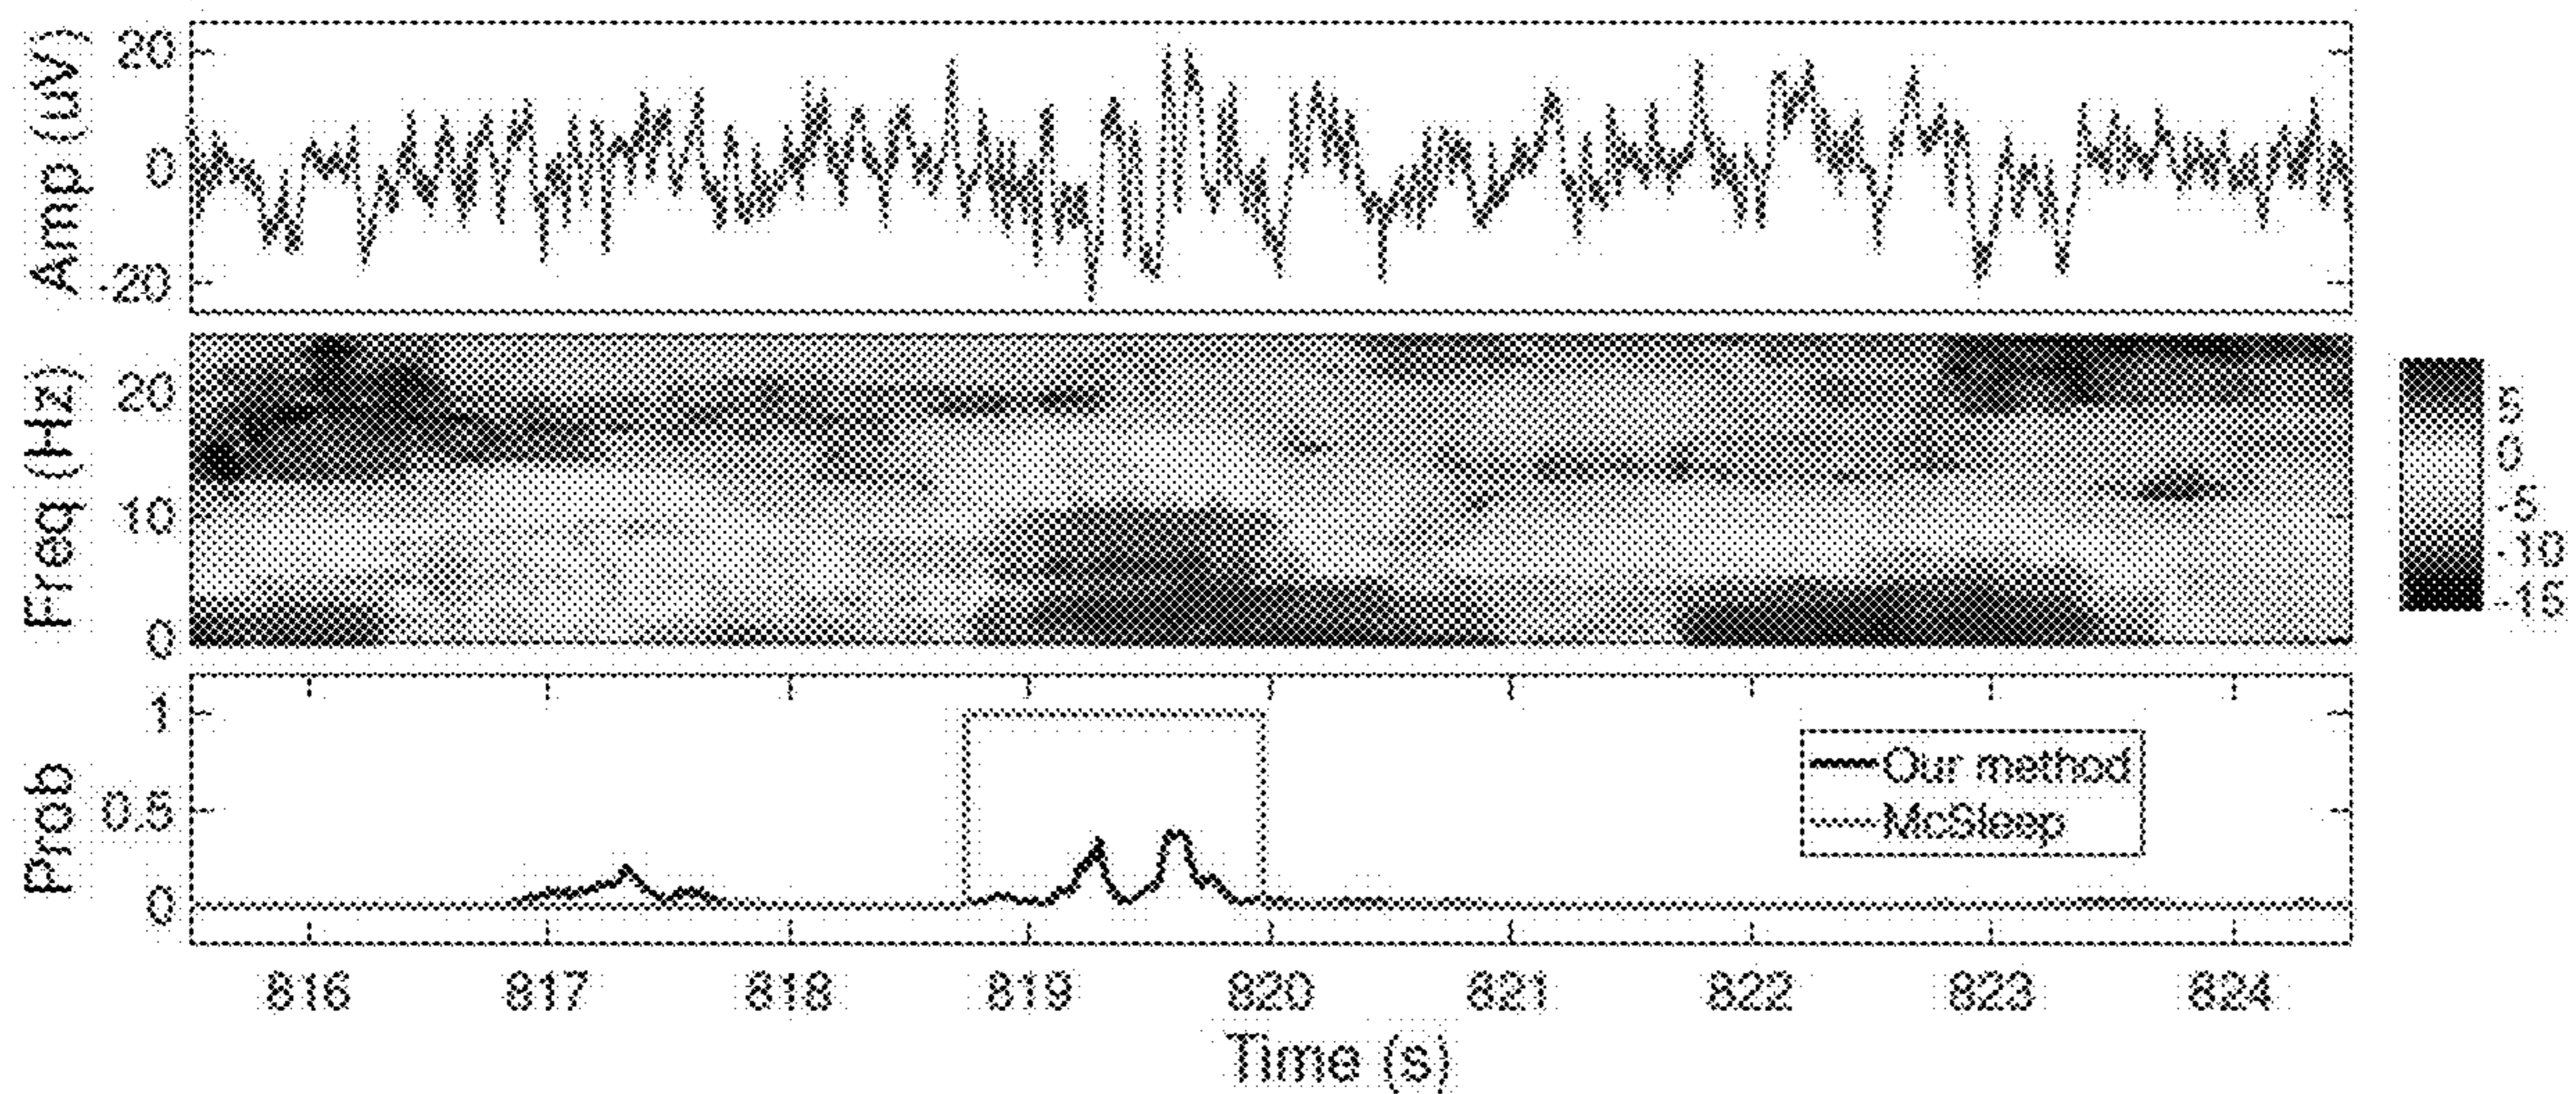 Amp (uV)
20
0
-20
Freq (Hz)
20
10
0
5
0
-5
-10
-15
Prob
1
0.5
0
Our method
McSleep
816 817 818 819 820 821 822 823 824
Time (s)